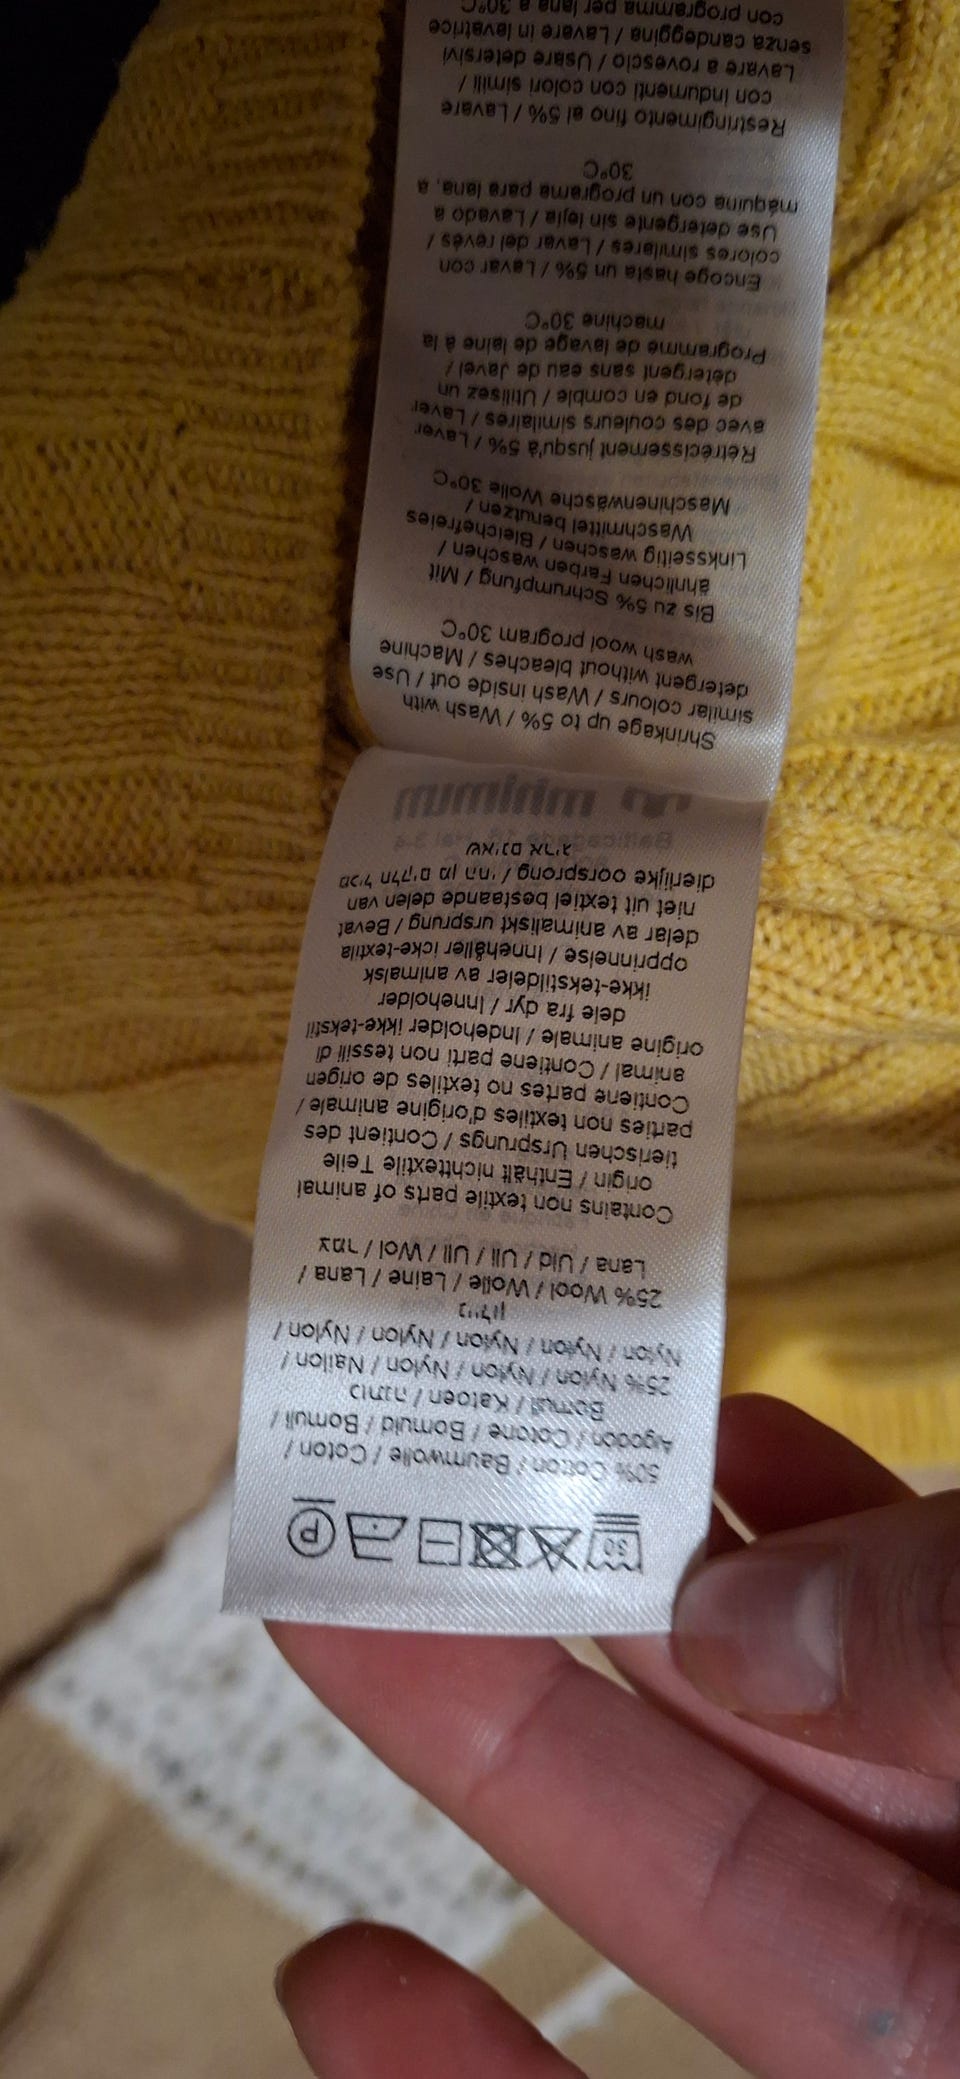 30
P
50% Cotton / Baumwolle / Coton /
Algodón / Cotone / Bomuld / Bomull /
Bomull / Katoen / כותנה
25% Nylon / Nylon / Nylon / Nailon /
Nylon / Nylon / Nylon / Nylon / Nylon /
ניילון
25% Wool / Wolle / Laine / Lana /
Lana / Uld / Ull / Ull / Wol / צמר
Contains non textile parts of animal
origin / Enthält nichttextile Teile
tierischen Ursprungs / Contient des
parties non textiles d'origine animale /
Contiene partes no textiles de origen
animal / Contiene parti non tessili di
origine animale / Indeholder ikke-tekstil
dele fra dyr / Inneholder
ikke-tekstildeler av animalsk
opprinnelse / Innehåller icke-textila
delar av animaliskt ursprung / Bevat
niet uit textiel bestaande delen van
dierlijke oorsprong / מכיל חלקים מן החי
שאינם אריג
minimum
Shrinkage up to 5% / Wash with
similar colours / Wash inside out / Use
detergent without bleaches / Machine
wash wool program 30°C
Bis zu 5% Schrumpfung / Mit
ähnlichen Farben waschen /
Linksseitig waschen / Bleichefreies
Waschmittel benutzen /
Maschinenwäsche Wolle 30°C
Rétrécissement jusqu'à 5% / Laver
avec des couleurs similaires / Laver
de fond en comble / Utilisez un
détergent sans eau de Javel /
Programme de lavage de laine à la
machine 30°C
Encoge hasta un 5% / Lavar con
colores similares / Lavar del revés /
Use detergente sin lejía / Lavado a
máquina con un programa para lana, a
30°C
Restringimento fino al 5% / Lavare
con indumenti con colori simili /
Lavare a rovescio / Usare detersivi
senza candeggina / Lavare in lavatrice
con programma per lana a 30°C